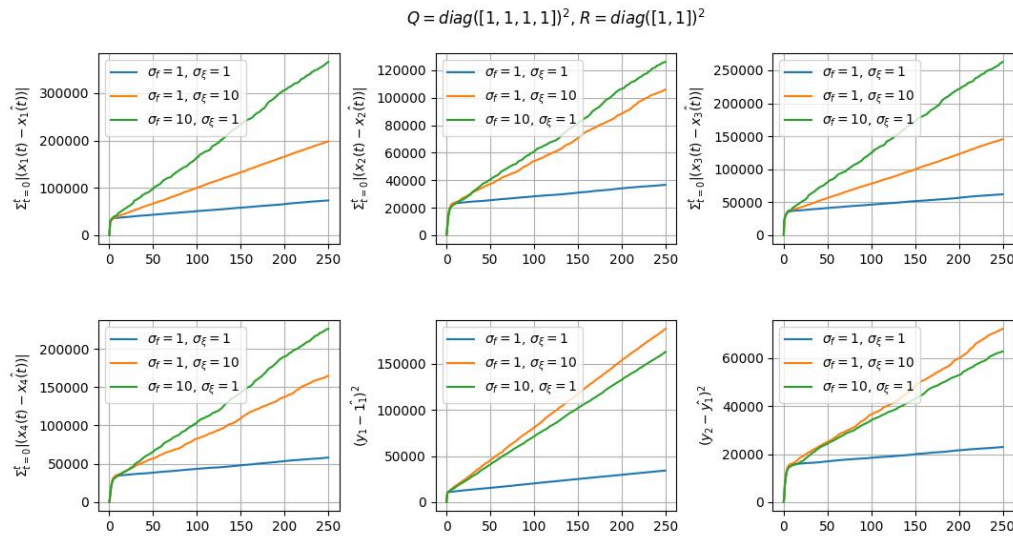 Q = diag([1, 1, 1, 1])², R = diag([1, 1])²
Σᵗₜ₌₀|(x₁(t) − x̂₁(t))|
300000
200000
100000
0
σf = 1, σξ = 1
σf = 1, σξ = 10
σf = 10, σξ = 1
0 50 100 150 200 250
Σᵗₜ₌₀|(x₂(t) − x̂₂(t))|
120000
100000
80000
60000
40000
20000
0
σf = 1, σξ = 1
σf = 1, σξ = 10
σf = 10, σξ = 1
0 50 100 150 200 250
Σᵗₜ₌₀|(x₃(t) − x̂₃(t))|
250000
200000
150000
100000
50000
0
σf = 1, σξ = 1
σf = 1, σξ = 10
σf = 10, σξ = 1
0 50 100 150 200 250
Σᵗₜ₌₀|(x₄(t) − x̂₄(t))|
200000
150000
100000
50000
0
σf = 1, σξ = 1
σf = 1, σξ = 10
σf = 10, σξ = 1
0 50 100 150 200 250
(y₁ − 1̂₁)²
150000
100000
50000
0
σf = 1, σξ = 1
σf = 1, σξ = 10
σf = 10, σξ = 1
0 50 100 150 200 250
(y₂ − ŷ₁)²
60000
40000
20000
0
σf = 1, σξ = 1
σf = 1, σξ = 10
σf = 10, σξ = 1
0 50 100 150 200 250